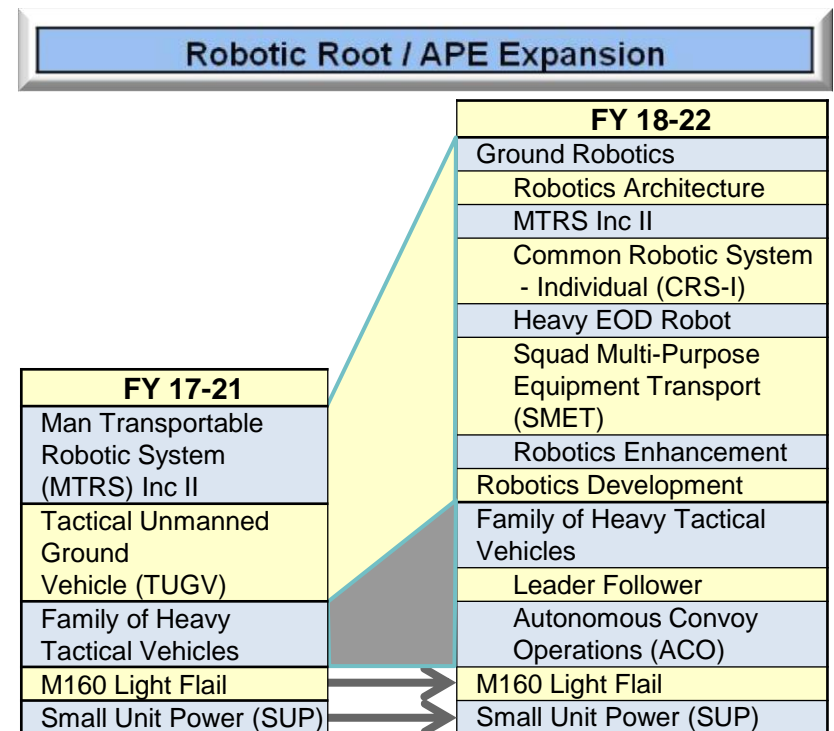 Robotic Root / APE Expansion
FY 17-21
Man Transportable
Robotic System
(MTRS) Inc II
Tactical Unmanned
Ground
Vehicle (TUGV)
Family of Heavy
Tactical Vehicles
M160 Light Flail
Small Unit Power (SUP)
FY 18-22
Ground Robotics
Robotics Architecture
MTRS Inc II
Common Robotic System
- Individual (CRS-I)
Heavy EOD Robot
Squad Multi-Purpose
Equipment Transport
(SMET)
Robotics Enhancement
Robotics Development
Family of Heavy Tactical
Vehicles
Leader Follower
Autonomous Convoy
Operations (ACO)
M160 Light Flail
Small Unit Power (SUP)